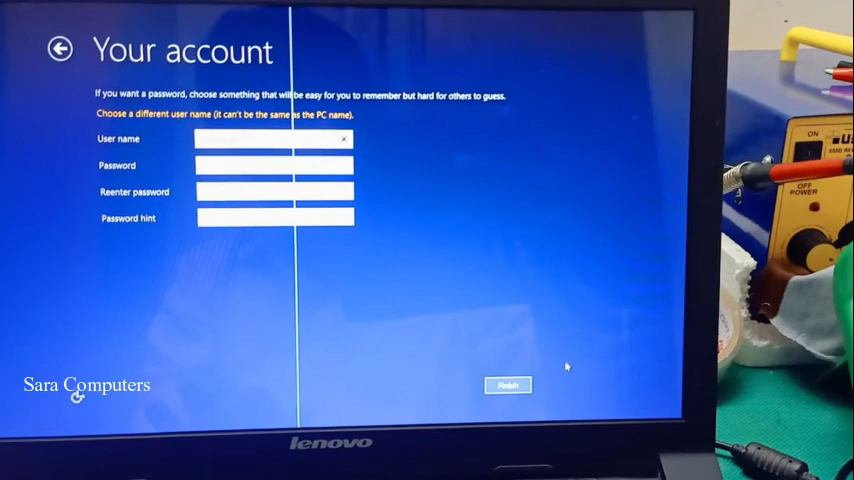 Your account
If you want a password, choose something that will be easy for you to remember but hard for others to guess.
Choose a different user name (it can't be the same as the PC name).
User name
Password
Reenter password
Password hint
Finish
Sara Computers
lenovo
ON
OFF
POWER